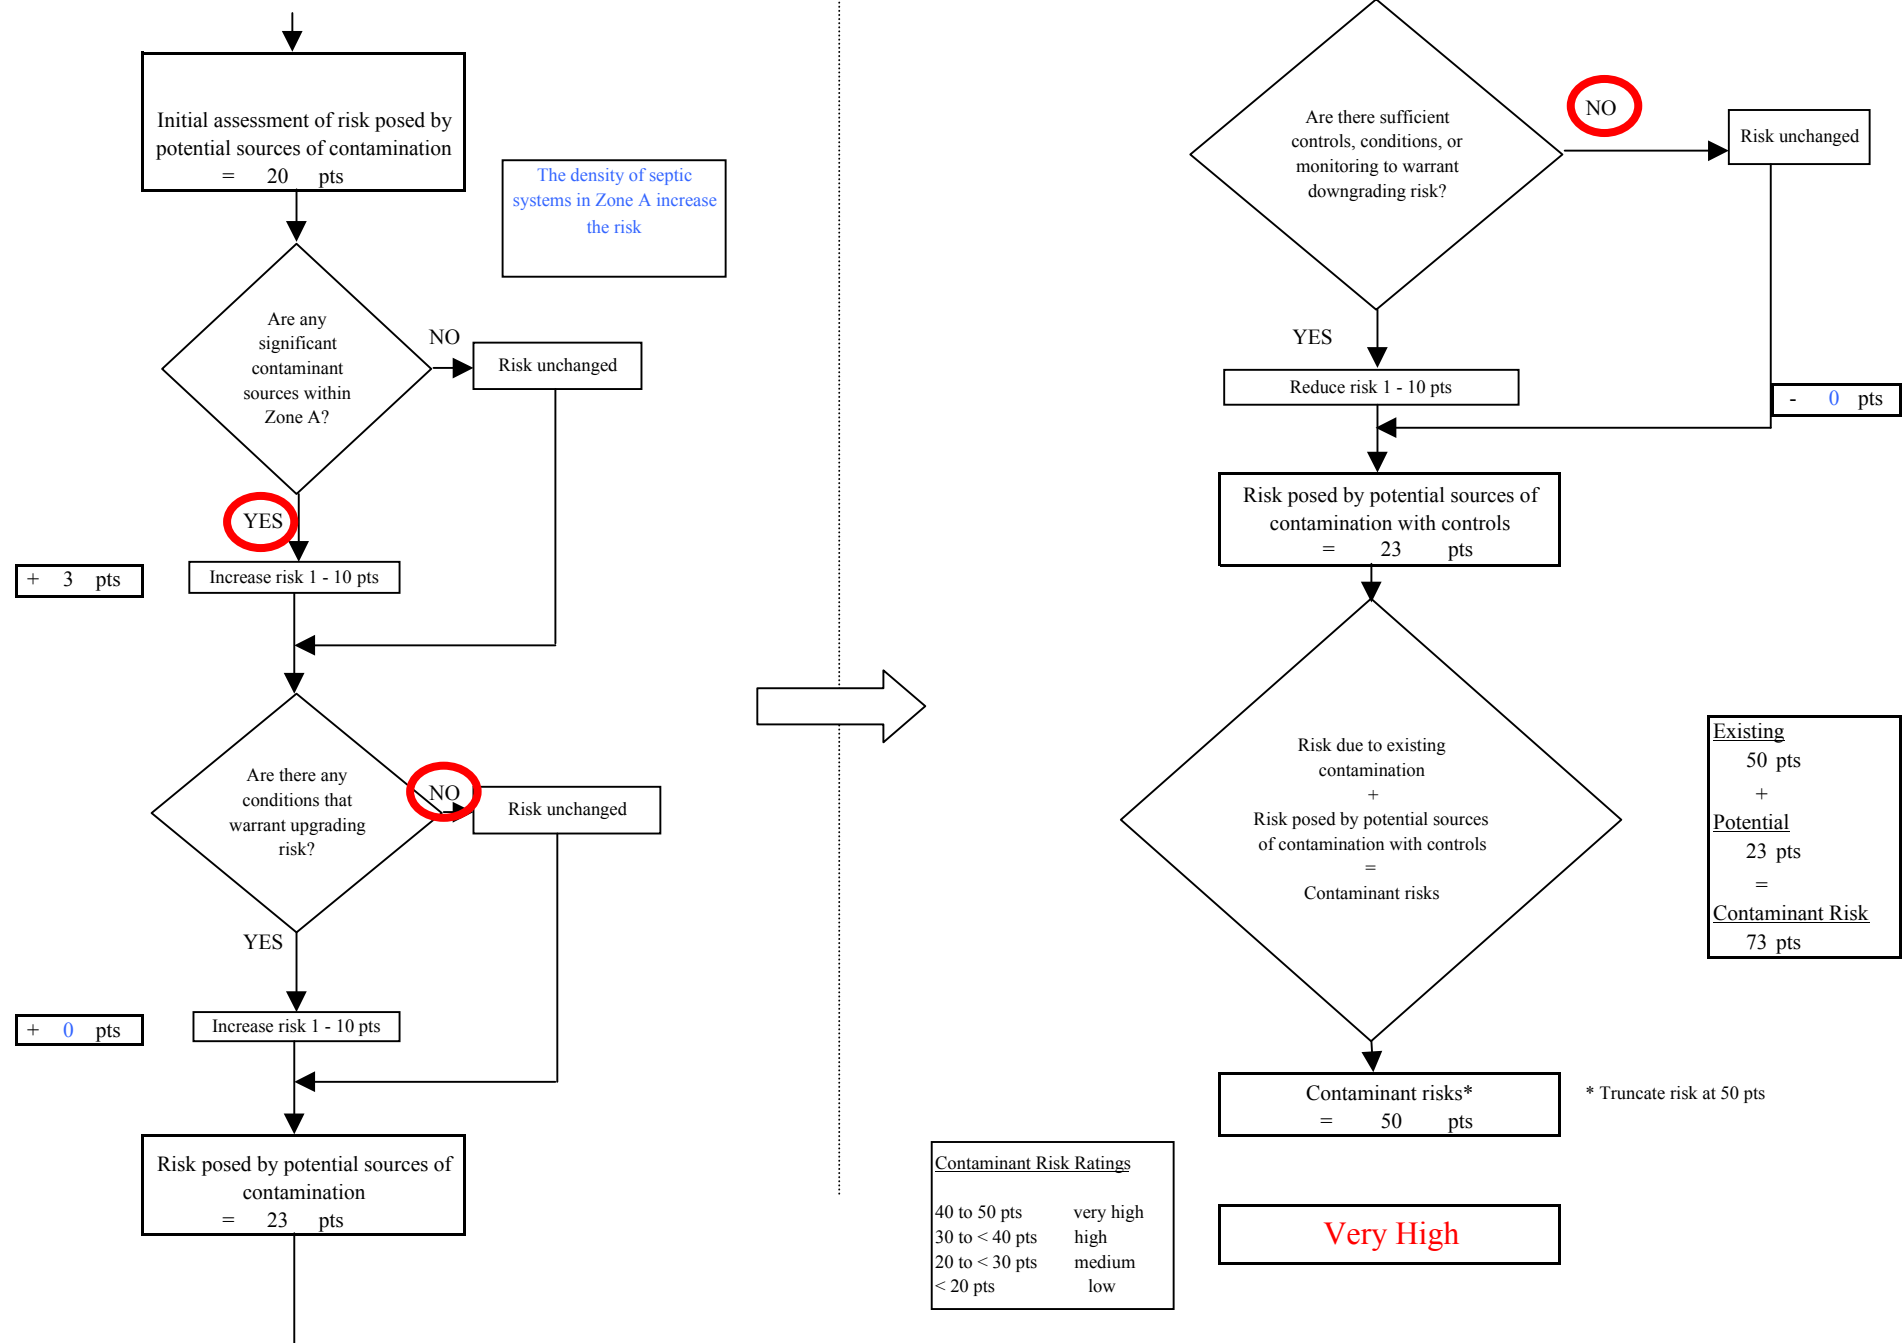 Initial assessment of risk posed by
potential sources of contamination
= 20 pts
The density of septic
systems in Zone A increase
the risk
Are any
significant
contaminant
sources within
Zone A?
NO
Risk unchanged
YES
+ 3 pts
Increase risk 1 - 10 pts
Are there any
conditions that
warrant upgrading
risk?
NO
Risk unchanged
YES
+ 0 pts
Increase risk 1 - 10 pts
Risk posed by potential sources of
contamination
= 23 pts
Are there sufficient
controls, conditions, or
monitoring to warrant
downgrading risk?
NO
Risk unchanged
YES
Reduce risk 1 - 10 pts
- 0 pts
Risk posed by potential sources of
contamination with controls
= 23 pts
Risk due to existing
contamination
+
Risk posed by potential sources
of contamination with controls
=
Contaminant risks
Existing
50 pts
+
Potential
23 pts
=
Contaminant Risk
73 pts
Contaminant risks*
= 50 pts
* Truncate risk at 50 pts
Contaminant Risk Ratings
40 to 50 pts very high
30 to < 40 pts high
20 to < 30 pts medium
< 20 pts low
Very High